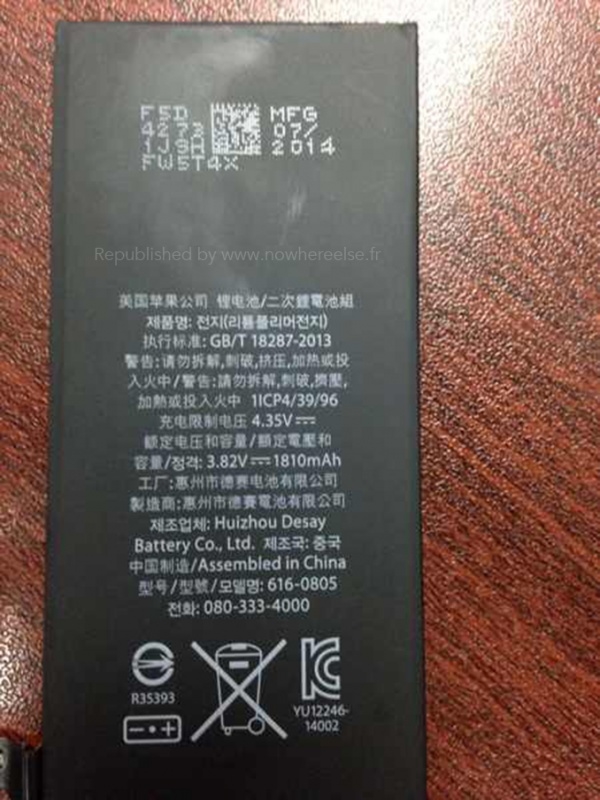 F5D
4273
1J9A
FW5T4X
MFG
07/
2014
Republished by www.nowhereelse.fr
美国苹果公司 锂电池/二次鋰電池組
제품명: 전지(리튬폴리머전지)
执行标准: GB/T 18287-2013
警告:请勿拆解,刺破,挤压,加热或投
入火中/警告:請勿拆解,刺破,擠壓,
加熱或投入火中 1ICP4/39/96
充电限制电压 4.35V⎓
额定电压和容量/額定電壓和
容量/정격: 3.82V⎓1810mAh
工厂:惠州市德赛电池有限公司
製造商:惠州市德賽電池有限公司
제조업체: Huizhou Desay
Battery Co., Ltd. 제조국: 중국
中国制造/Assembled in China
型号/型號/모델명: 616-0805
전화: 080-333-4000
R35393
YU12246-
14002